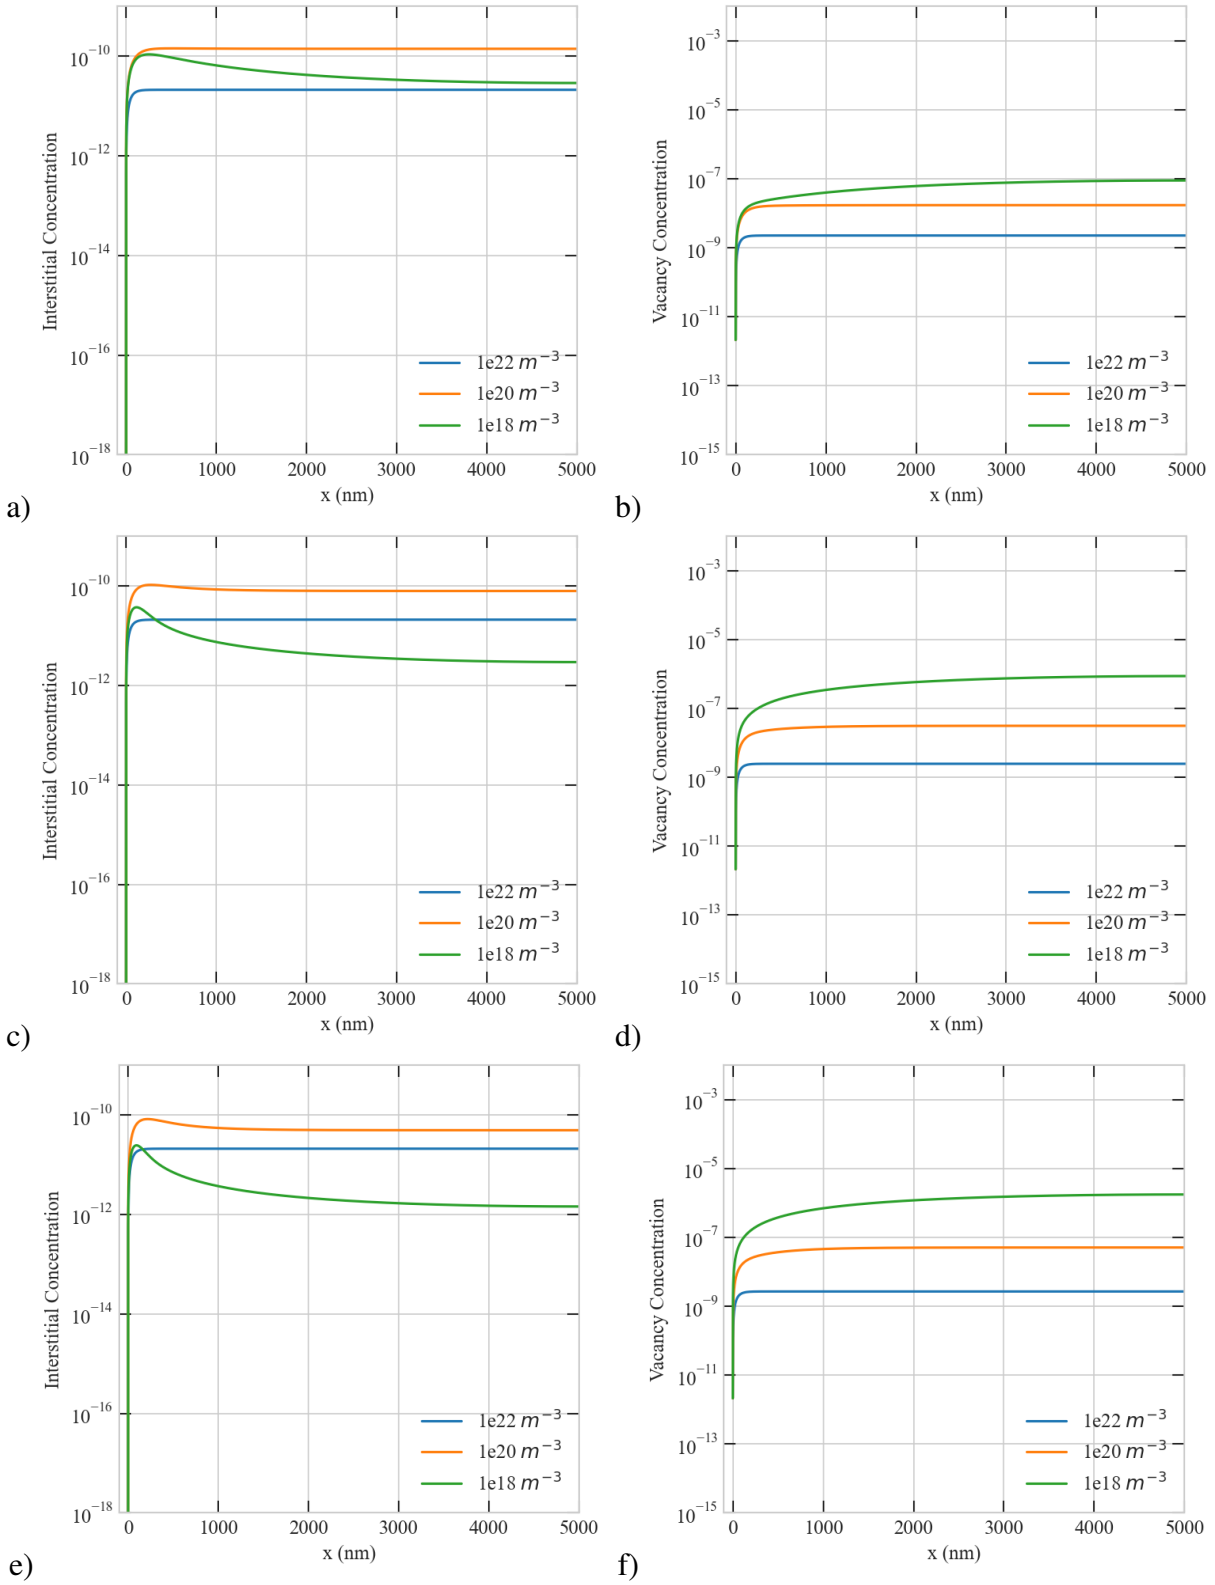 Interstitial Concentration
10⁻¹⁰
10⁻¹²
10⁻¹⁴
10⁻¹⁶
10⁻¹⁸
1e22 m⁻³
1e20 m⁻³
1e18 m⁻³
0 1000 2000 3000 4000 5000
x (nm)
a)
Vacancy Concentration
10⁻³
10⁻⁵
10⁻⁷
10⁻⁹
10⁻¹¹
10⁻¹³
10⁻¹⁵
1e22 m⁻³
1e20 m⁻³
1e18 m⁻³
0 1000 2000 3000 4000 5000
x (nm)
b)
Interstitial Concentration
10⁻¹⁰
10⁻¹²
10⁻¹⁴
10⁻¹⁶
10⁻¹⁸
1e22 m⁻³
1e20 m⁻³
1e18 m⁻³
0 1000 2000 3000 4000 5000
x (nm)
c)
Vacancy Concentration
10⁻³
10⁻⁵
10⁻⁷
10⁻⁹
10⁻¹¹
10⁻¹³
10⁻¹⁵
1e22 m⁻³
1e20 m⁻³
1e18 m⁻³
0 1000 2000 3000 4000 5000
x (nm)
d)
Interstitial Concentration
10⁻¹⁰
10⁻¹²
10⁻¹⁴
10⁻¹⁶
10⁻¹⁸
1e22 m⁻³
1e20 m⁻³
1e18 m⁻³
0 1000 2000 3000 4000 5000
x (nm)
e)
Vacancy Concentration
10⁻³
10⁻⁵
10⁻⁷
10⁻⁹
10⁻¹¹
10⁻¹³
10⁻¹⁵
1e22 m⁻³
1e20 m⁻³
1e18 m⁻³
0 1000 2000 3000 4000 5000
x (nm)
f)